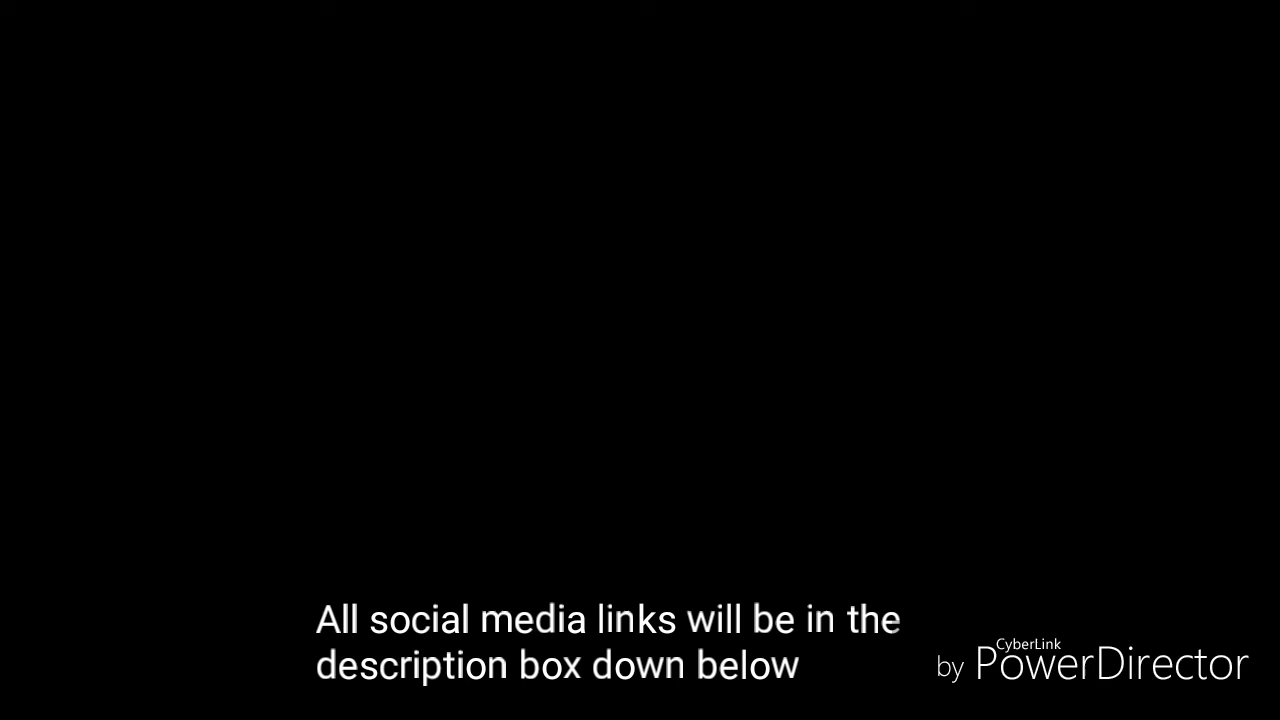 All social media links will be in the
description box down below
CyberLink
by PowerDirector